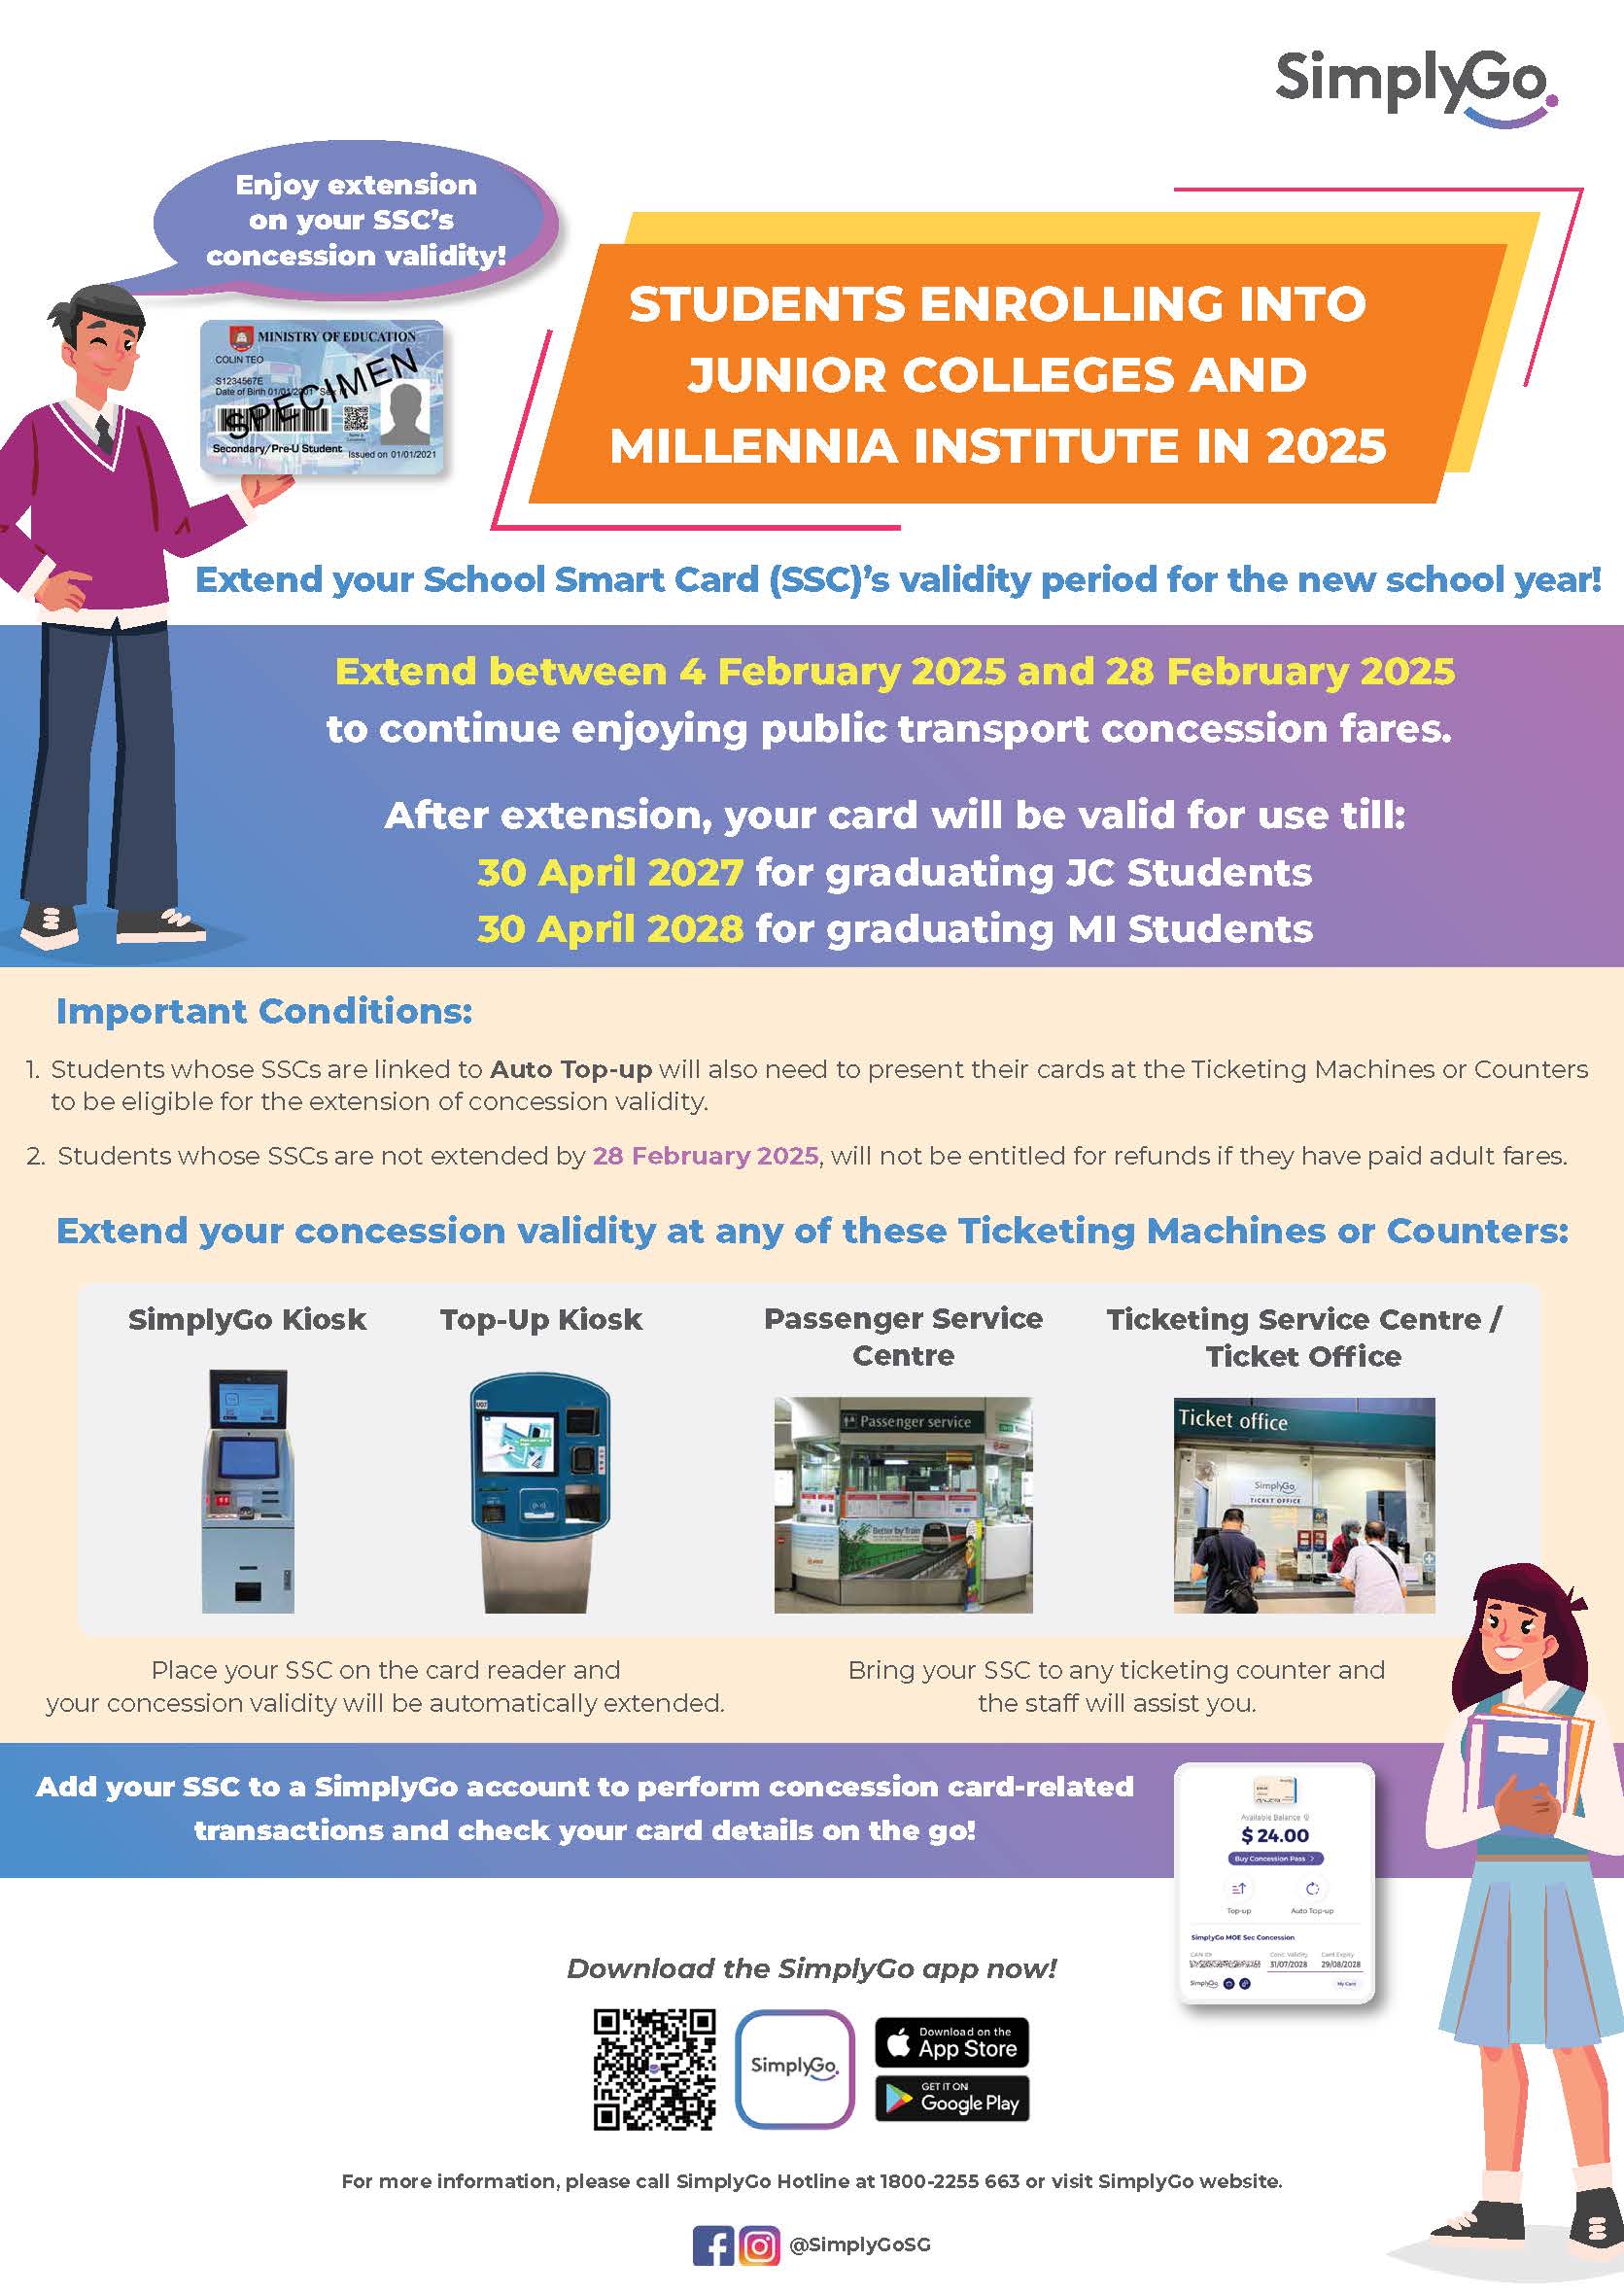 SimplyGo
Enjoy extension
on your SSC's
concession validity!
MINISTRY OF EDUCATION
COLIN TEO
S1234567E
Date of Birth 01/01/2001 Sex
SPECIMEN
Secondary/Pre-U Student
Issued on 01/01/2021
STUDENTS ENROLLING INTO
JUNIOR COLLEGES AND
MILLENNIA INSTITUTE IN 2025
Extend your School Smart Card (SSC)'s validity period for the new school year!
Extend between 4 February 2025 and 28 February 2025
to continue enjoying public transport concession fares.
After extension, your card will be valid for use till:
30 April 2027 for graduating JC Students
30 April 2028 for graduating MI Students
Important Conditions:
1. Students whose SSCs are linked to Auto Top-up will also need to present their cards at the Ticketing Machines or Counters
to be eligible for the extension of concession validity.
2. Students whose SSCs are not extended by 28 February 2025, will not be entitled for refunds if they have paid adult fares.
Extend your concession validity at any of these Ticketing Machines or Counters:
SimplyGo Kiosk
Top-Up Kiosk
Passenger Service
Centre
Ticketing Service Centre /
Ticket Office
Passenger service
Better by Train
Ticket office
SimplyGo
TICKET OFFICE
Place your SSC on the card reader and
your concession validity will be automatically extended.
Bring your SSC to any ticketing counter and
the staff will assist you.
Add your SSC to a SimplyGo account to perform concession card-related
transactions and check your card details on the go!
Available Balance
$ 24.00
Buy Concession Pass >
Top-up
Auto Top-up
SimplyGo MOE Sec Concession
CAN ID
Conc. Validity
Card Expiry
31/07/2028
29/08/2028
SimplyGo
My Card
Download the SimplyGo app now!
SimplyGo
Download on the
App Store
GET IT ON
Google Play
For more information, please call SimplyGo Hotline at 1800-2255 663 or visit SimplyGo website.
@SimplyGoSG